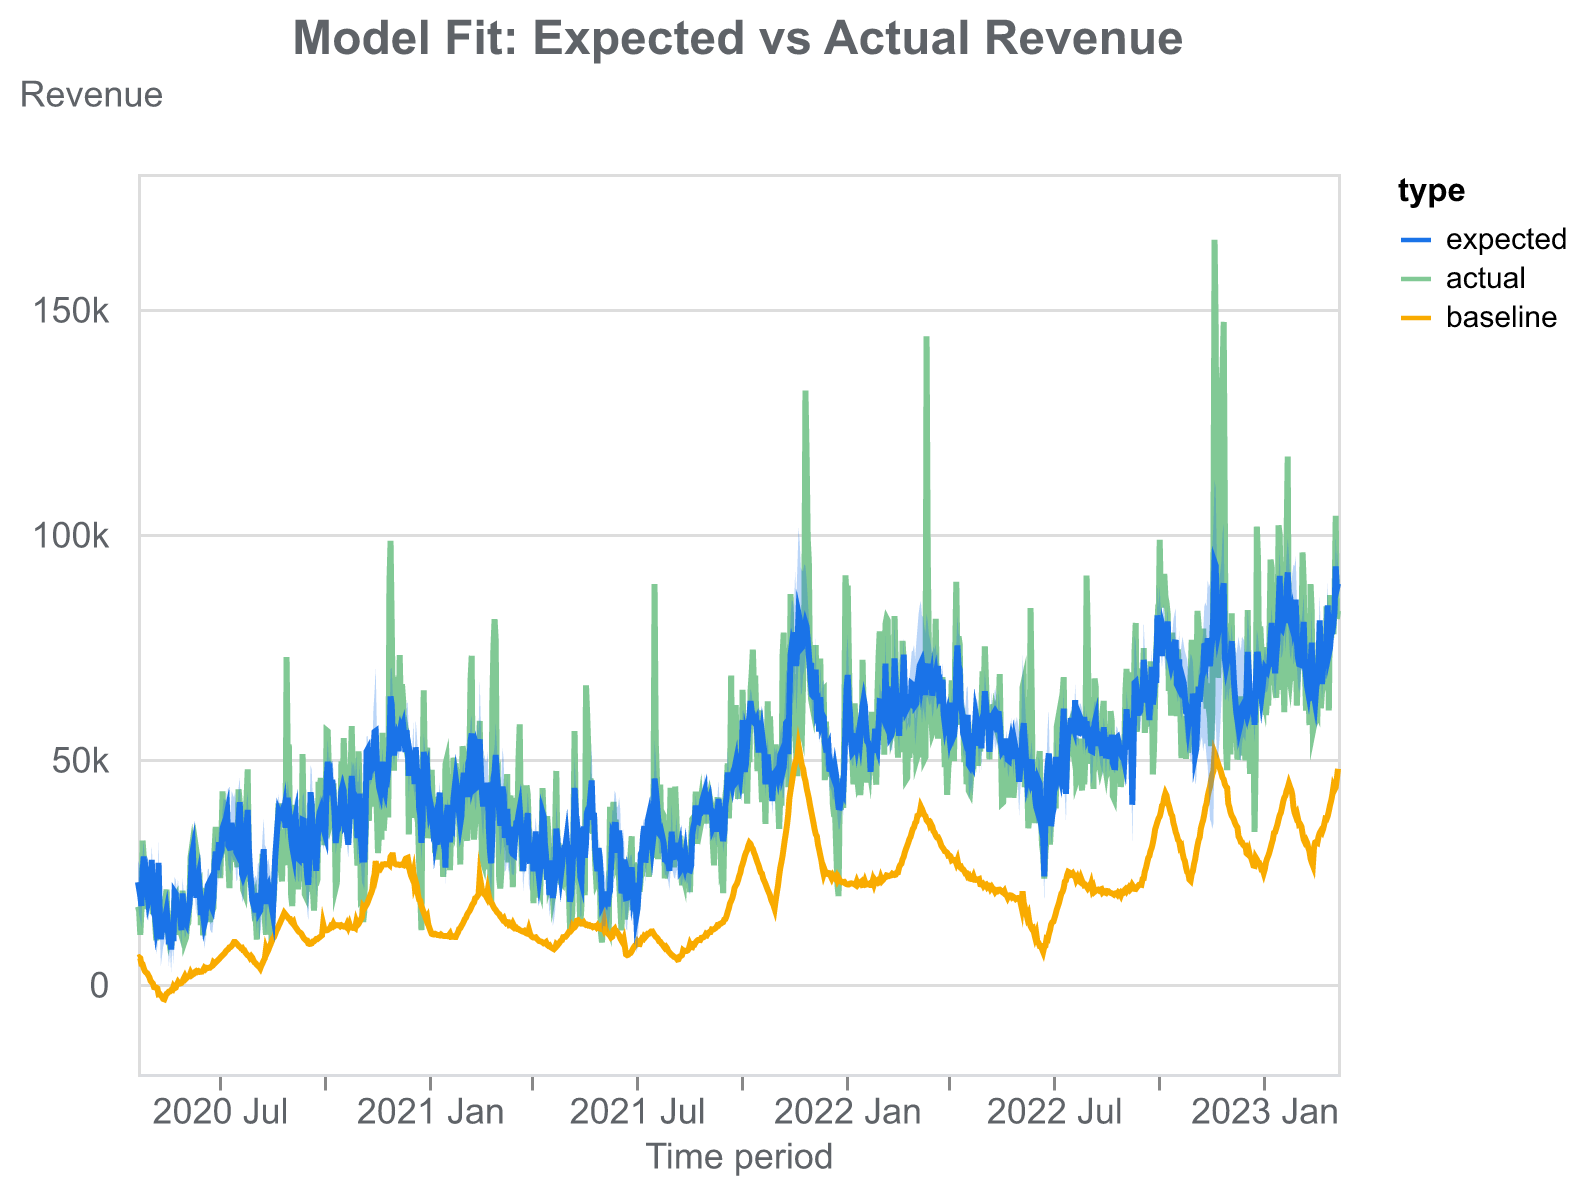 Model Fit: Expected vs Actual Revenue
Revenue
type
expected
actual
baseline
150k
100k
50k
0
2020 Jul
2021 Jan
2021 Jul
2022 Jan
2022 Jul
2023 Jan
Time period